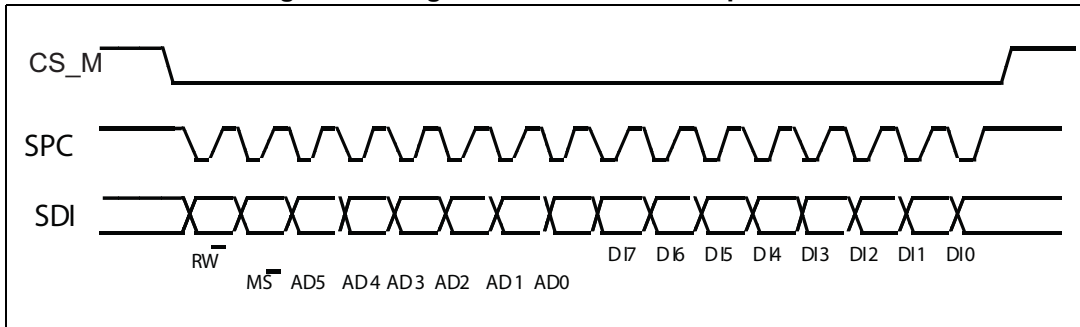 CS_M
SPC
SDI
RW DI7 DI6 DI5 DI4 DI3 DI2 DI1 DI0
MS AD5 AD4 AD3 AD2 AD1 AD0